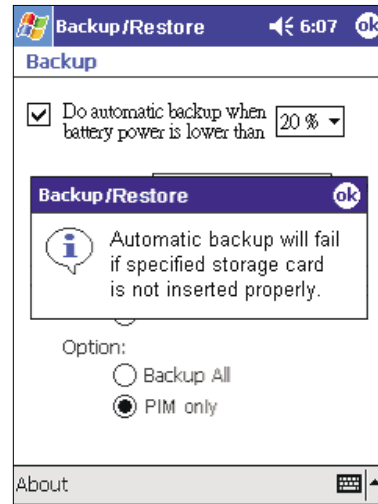 Backup/Restore 6:07 ok
Backup
Do automatic backup when
battery power is lower than 20 %
Backup/Restore ok
Automatic backup will fail
if specified storage card
is not inserted properly.
Option:
Backup All
PIM only
About